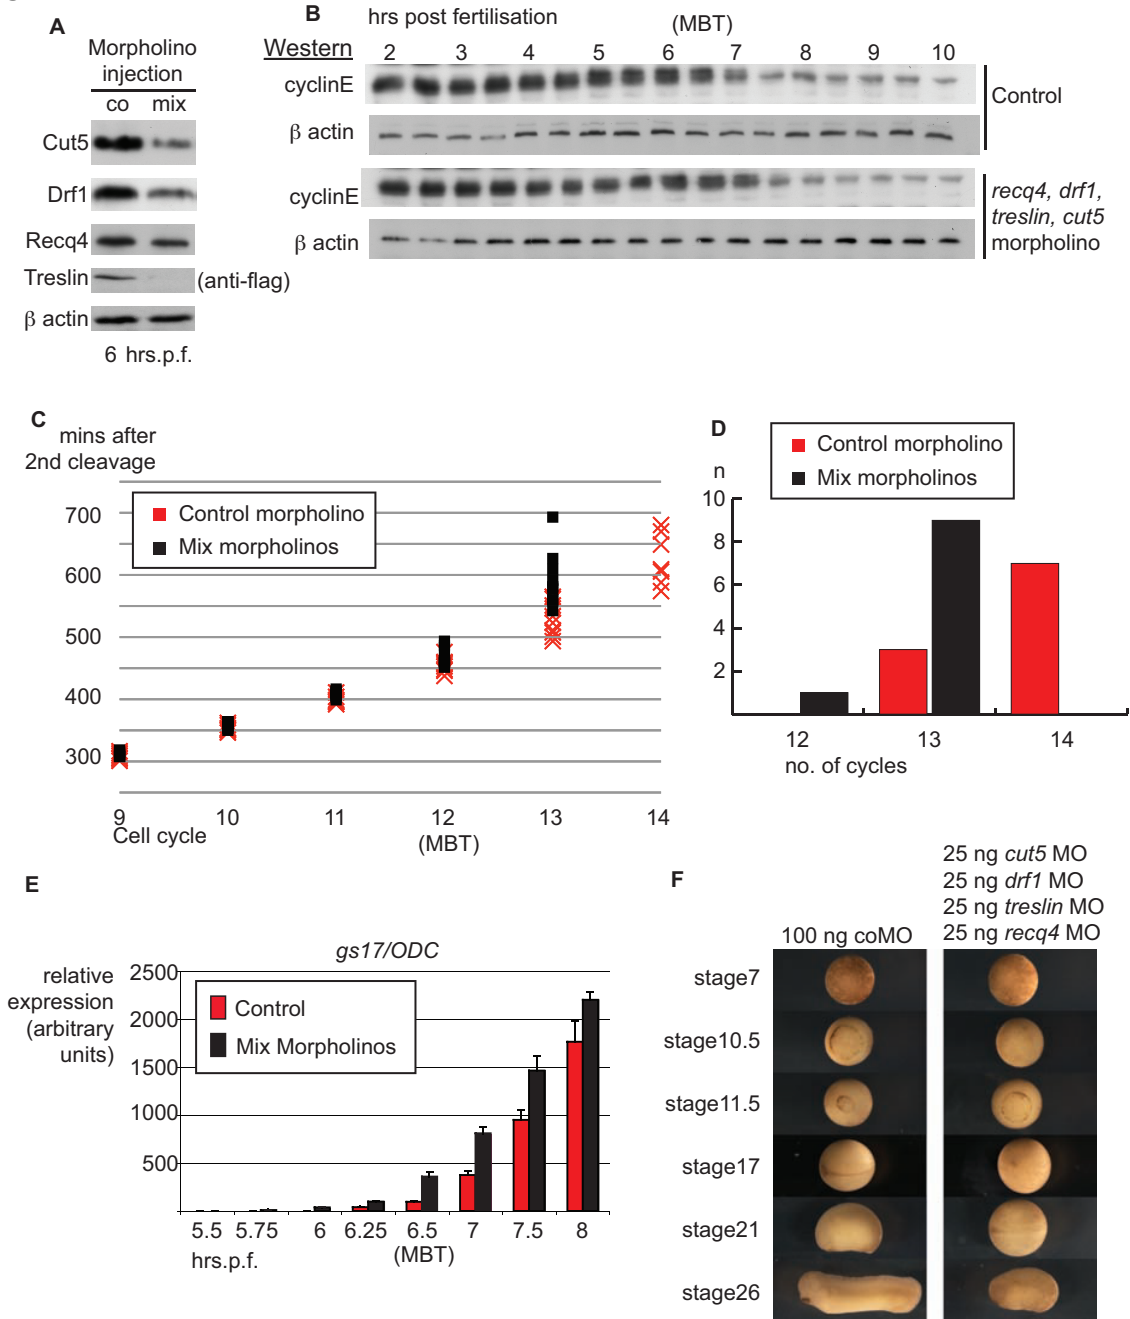 A
Morpholino
injection
co mix
Cut5
Drf1
Recq4
Treslin (anti-flag)
β actin
6 hrs.p.f.
B
hrs post fertilisation (MBT)
Western 2 3 4 5 6 7 8 9 10
cyclinE
β actin
Control
cyclinE
β actin
recq4, drf1,
treslin, cut5
morpholino
C
mins after
2nd cleavage
Control morpholino
Mix morpholinos
700
600
500
400
300
9 10 11 12 13 14
Cell cycle (MBT)
D
Control morpholino
Mix morpholinos
n
10
8
6
4
2
12 13 14
no. of cycles
E
gs17/ODC
relative
expression
(arbitrary
units)
2500
2000
1500
1000
500
Control
Mix Morpholinos
5.5 5.75 6 6.25 6.5 7 7.5 8
hrs.p.f. (MBT)
F
100 ng coMO
25 ng cut5 MO
25 ng drf1 MO
25 ng treslin MO
25 ng recq4 MO
stage7
stage10.5
stage11.5
stage17
stage21
stage26